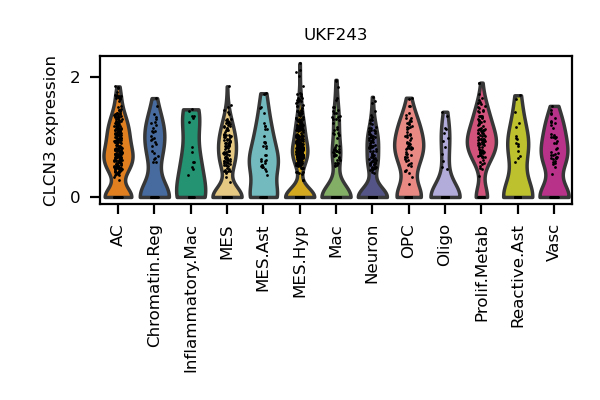 UKF243
CLCN3 expression
2
0
AC
Chromatin.Reg
Inflammatory.Mac
MES
MES.Ast
MES.Hyp
Mac
Neuron
OPC
Oligo
Prolif.Metab
Reactive.Ast
Vasc